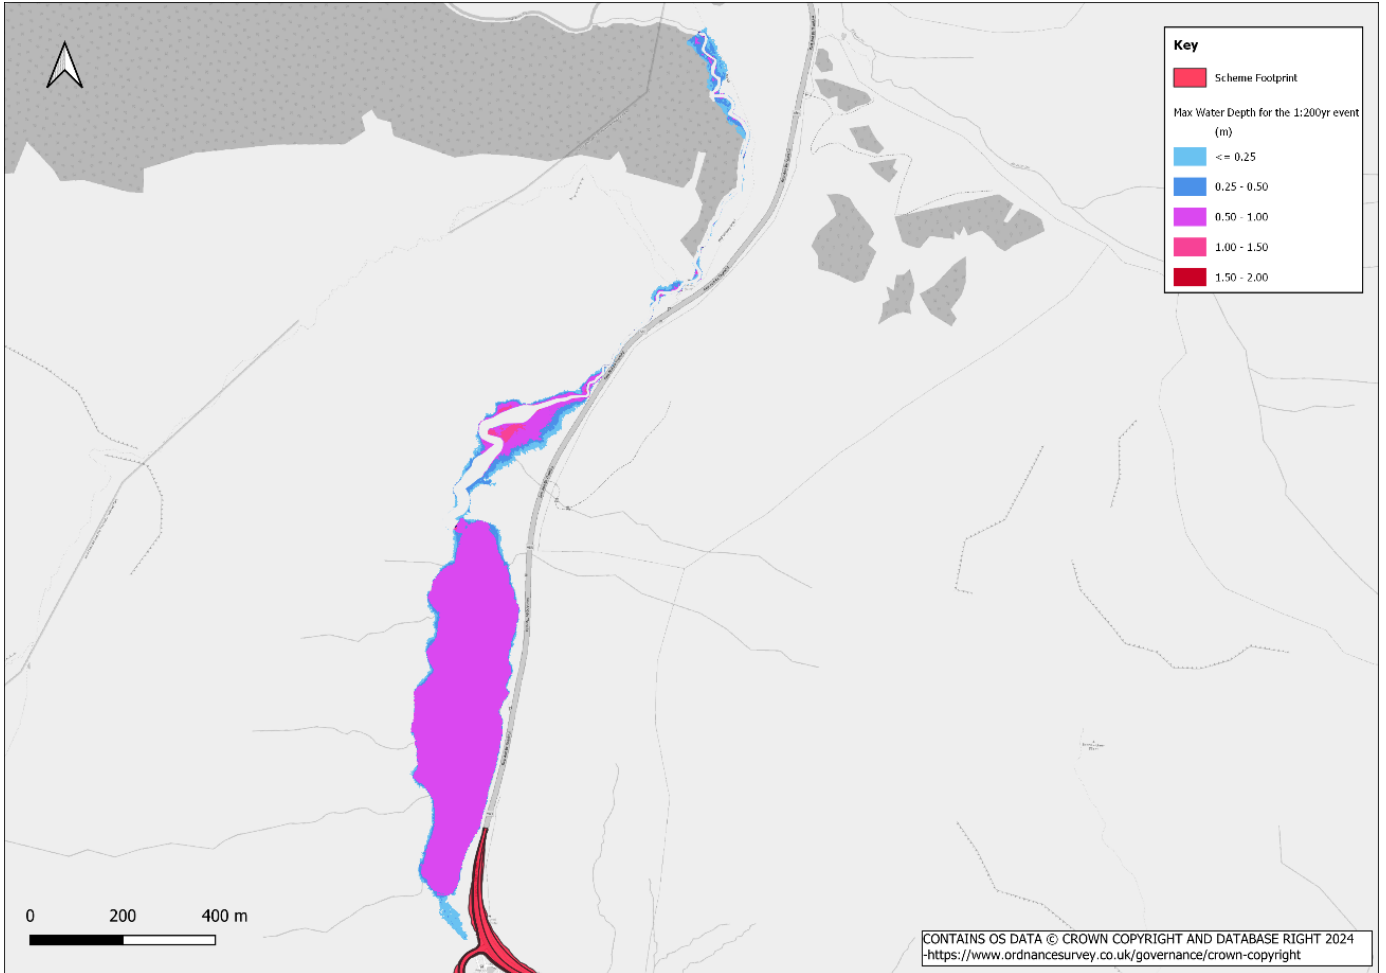 Key
Scheme Footprint
Max Water Depth for the 1:200yr event
(m)
<= 0.25
0.25 - 0.50
0.50 - 1.00
1.00 - 1.50
1.50 - 2.00
0 200 400 m
CONTAINS OS DATA © CROWN COPYRIGHT AND DATABASE RIGHT 2024
-https://www.ordnancesurvey.co.uk/governance/crown-copyright